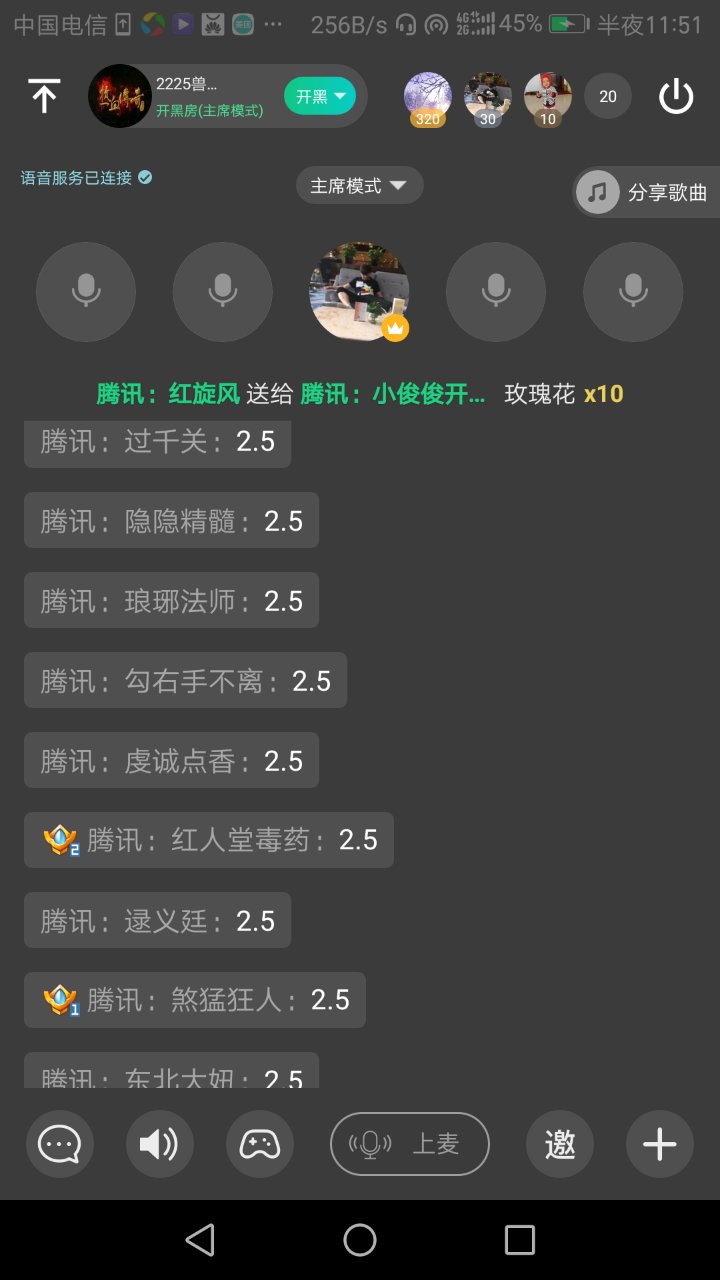 中国电信 ... 256B/s 4G 2G 45% 半夜11:51
2225兽...
开黑房(主席模式)
开黑
320
30
10
20
语音服务已连接
主席模式
分享歌曲
腾讯：红旋风 送给 腾讯：小俊俊开... 玫瑰花 x10
腾讯：过千关：2.5
腾讯：隐隐精髓：2.5
腾讯：琅琊法师：2.5
腾讯：勾右手不离：2.5
腾讯：虔诚点香：2.5
2 腾讯：红人堂毒药：2.5
腾讯：逯义廷：2.5
1 腾讯：煞猛狂人：2.5
腾讯：东北大妞：2.5
上麦
邀